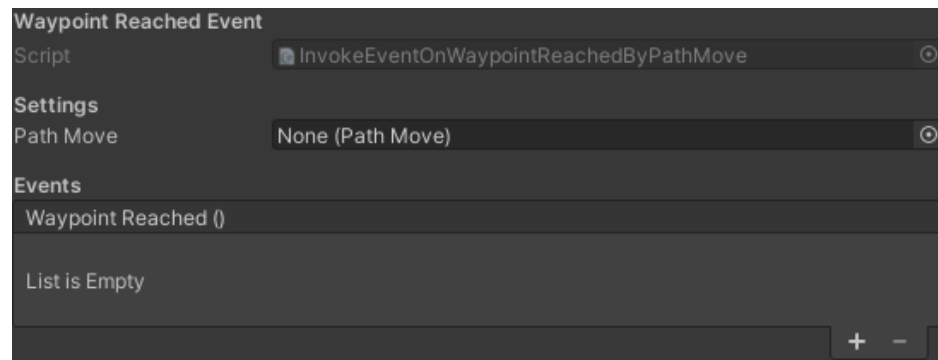 Waypoint Reached Event
Script InvokeEventOnWaypointReachedByPathMove
Settings
Path Move None (Path Move)
Events
Waypoint Reached ()
List is Empty
+ −